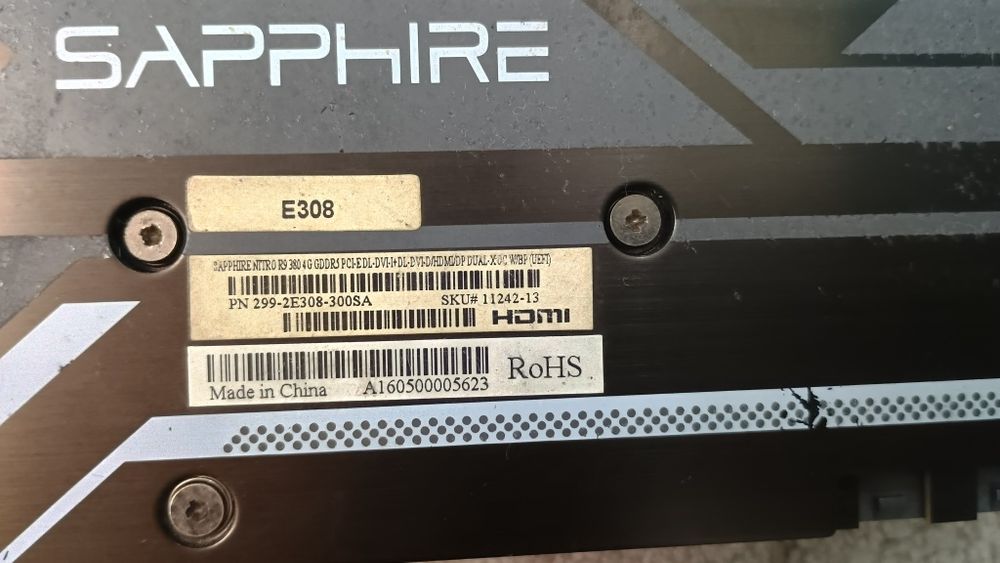 SAPPHIRE
E308
SAPPHIRE NITRO R9 380 4G GDDR5 PCI-E DL-DVI-I+DL-DVI-D/HDMI/DP DUAL-X OC W/BP (UEFI)
PN 299-2E308-300SA SKU# 11242-13
HDMI
RoHS
Made in China A160500005623